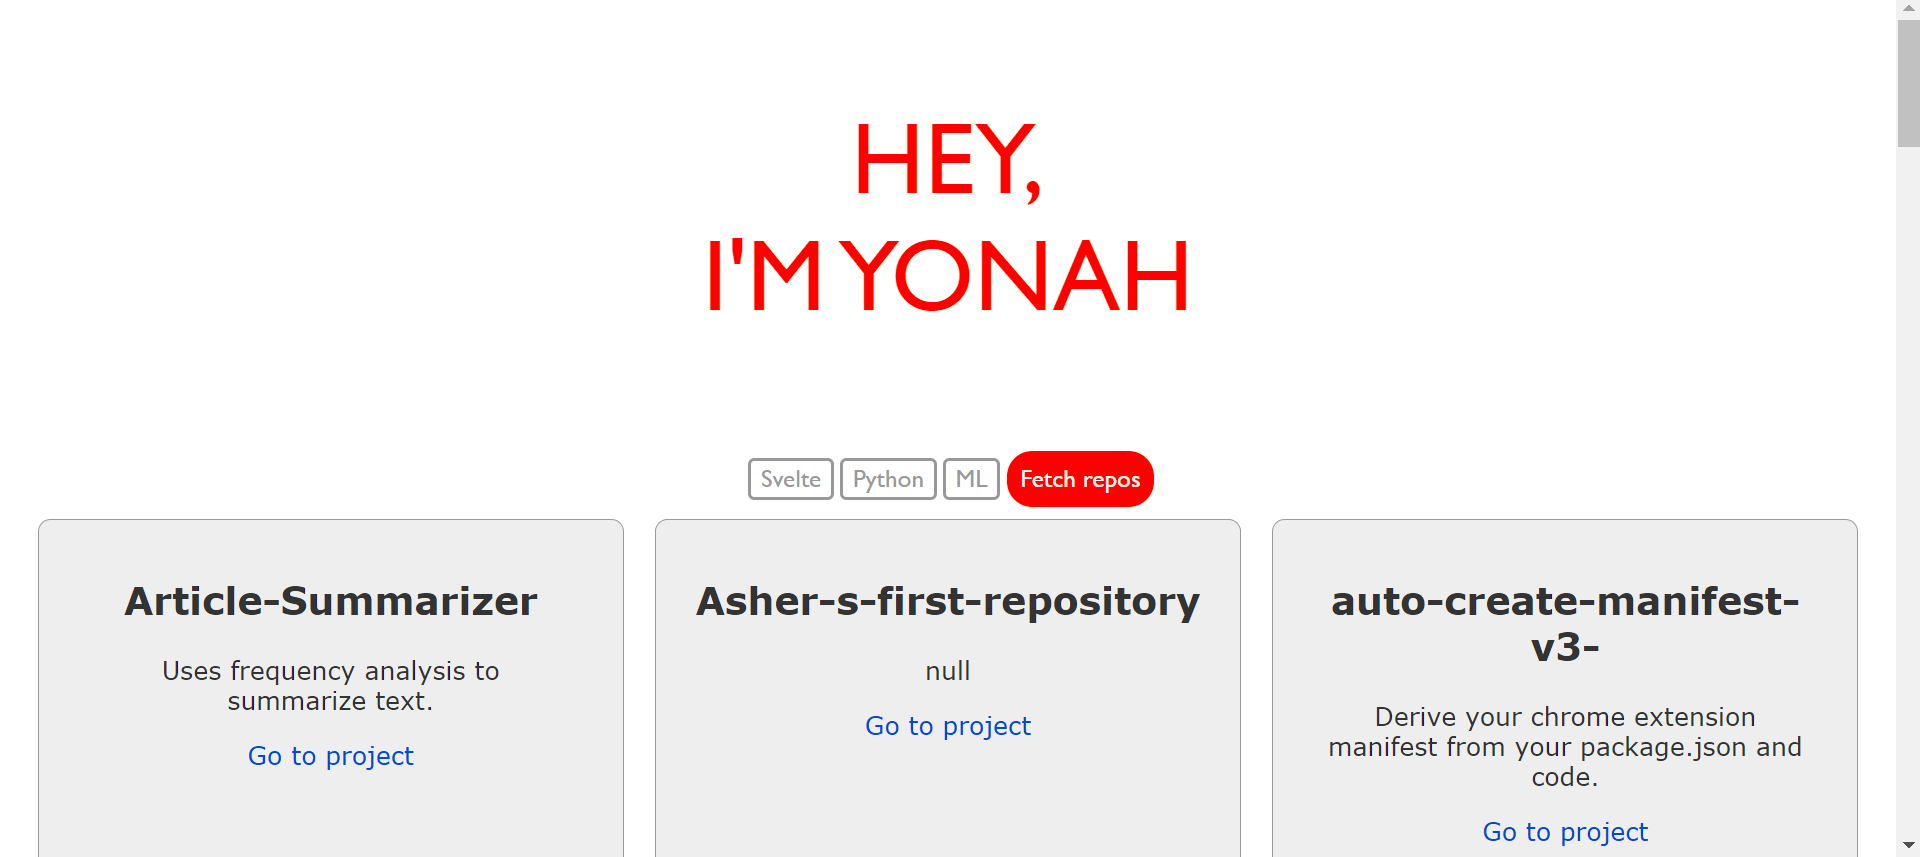 HEY,
I'M YONAH
Svelte Python ML Fetch repos
Article-Summarizer
Uses frequency analysis to
summarize text.
Go to project
Asher-s-first-repository
null
Go to project
auto-create-manifest-
v3-
Derive your chrome extension
manifest from your package.json and
code.
Go to project